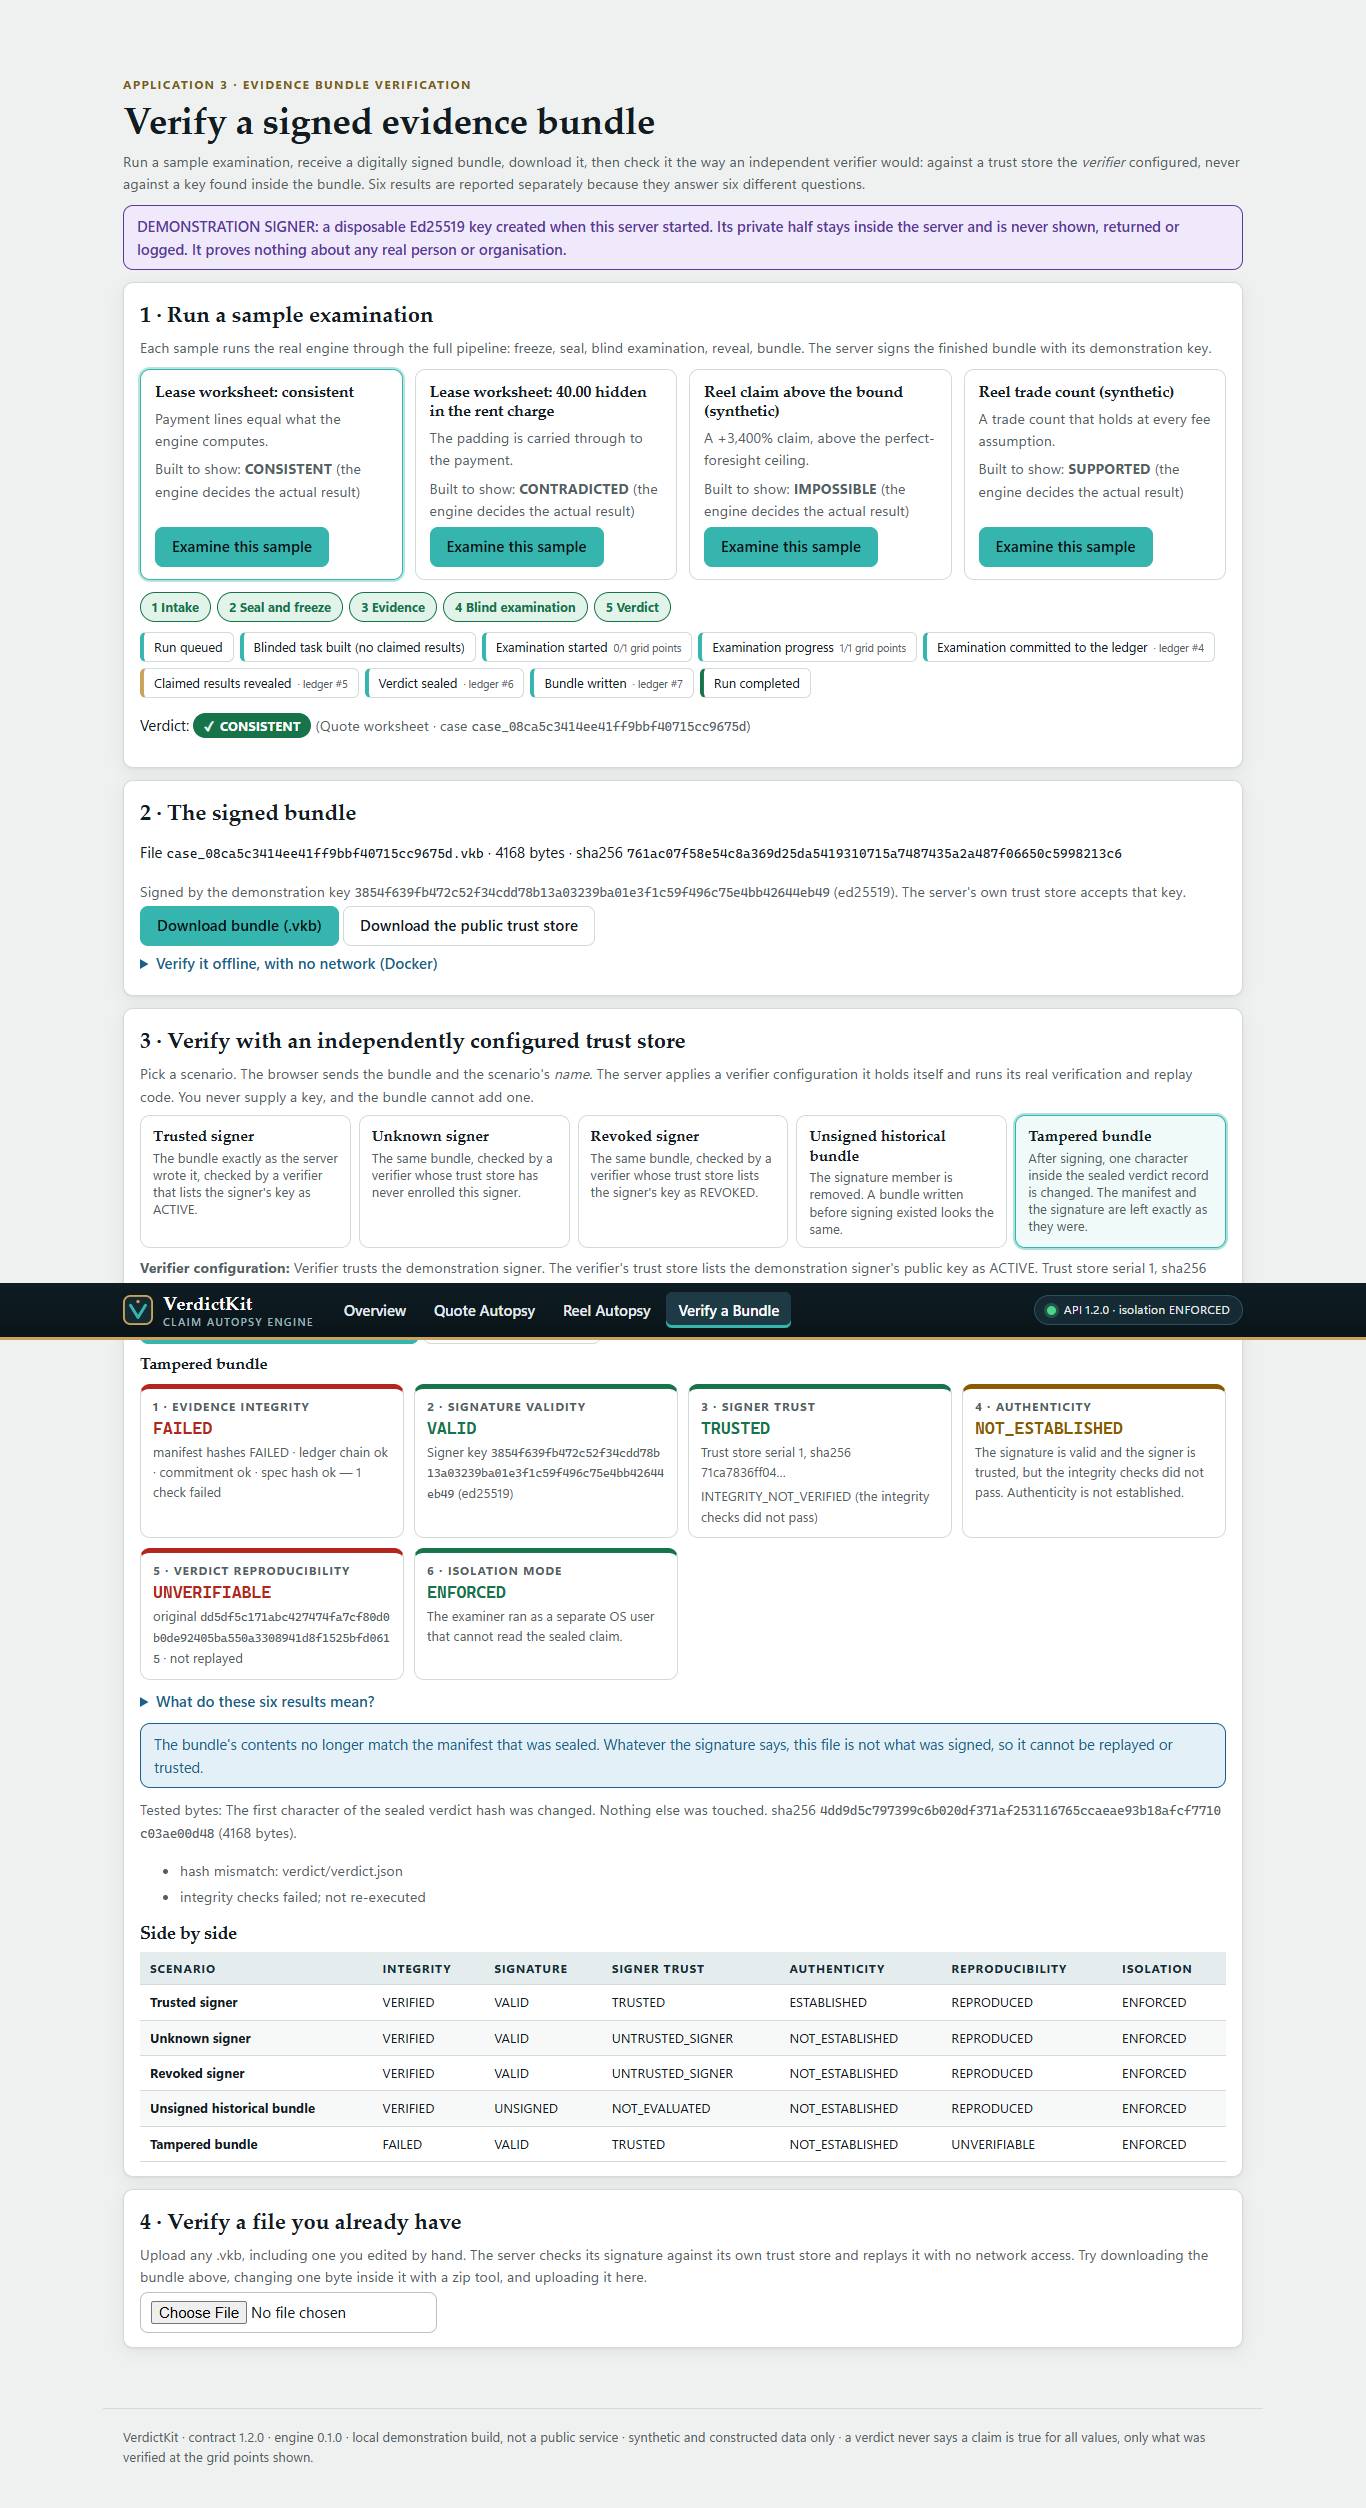 APPLICATION 3 · EVIDENCE BUNDLE VERIFICATION
Verify a signed evidence bundle
Run a sample examination, receive a digitally signed bundle, download it, then check it the way an independent verifier would: against a trust store the verifier configured, never
against a key found inside the bundle. Six results are reported separately because they answer six different questions.
DEMONSTRATION SIGNER: a disposable Ed25519 key created when this server started. Its private half stays inside the server and is never shown, returned or
logged. It proves nothing about any real person or organisation.
1 · Run a sample examination
Each sample runs the real engine through the full pipeline: freeze, seal, blind examination, reveal, bundle. The server signs the finished bundle with its demonstration key.
Lease worksheet: consistent
Payment lines equal what the
engine computes.
Built to show: CONSISTENT (the
engine decides the actual result)
Examine this sample
Lease worksheet: 40.00 hidden
in the rent charge
The padding is carried through to
the payment.
Built to show: CONTRADICTED (the
engine decides the actual result)
Examine this sample
Reel claim above the bound
(synthetic)
A +3,400% claim, above the perfect-
foresight ceiling.
Built to show: IMPOSSIBLE (the
engine decides the actual result)
Examine this sample
Reel trade count (synthetic)
A trade count that holds at every fee
assumption.
Built to show: SUPPORTED (the
engine decides the actual result)
Examine this sample
1 Intake 2 Seal and freeze 3 Evidence 4 Blind examination 5 Verdict
Run queued Blinded task built (no claimed results) Examination started 0/1 grid points Examination progress 1/1 grid points Examination committed to the ledger · ledger #4
Claimed results revealed · ledger #5 Verdict sealed · ledger #6 Bundle written · ledger #7 Run completed
Verdict: ✓ CONSISTENT (Quote worksheet · case case_08ca5c3414ee41ff9bbf40715cc9675d)
2 · The signed bundle
File case_08ca5c3414ee41ff9bbf40715cc9675d.vkb · 4168 bytes · sha256 761ac07f58e54c8a369d25da5419310715a7487435a2a487f06650c5998213c6
Signed by the demonstration key 3854f639fb472c52f34cdd78b13a03239ba01e3f1c59f496c75e4bb42644eb49 (ed25519). The server's own trust store accepts that key.
Download bundle (.vkb) Download the public trust store
▶ Verify it offline, with no network (Docker)
3 · Verify with an independently configured trust store
Pick a scenario. The browser sends the bundle and the scenario's name. The server applies a verifier configuration it holds itself and runs its real verification and replay
code. You never supply a key, and the bundle cannot add one.
Trusted signer
The bundle exactly as the server
wrote it, checked by a verifier
that lists the signer's key as
ACTIVE.
Unknown signer
The same bundle, checked by a
verifier whose trust store has
never enrolled this signer.
Revoked signer
The same bundle, checked by a
verifier whose trust store lists
the signer's key as REVOKED.
Unsigned historical
bundle
The signature member is
removed. A bundle written
before signing existed looks the
same.
Tampered bundle
After signing, one character
inside the sealed verdict record
is changed. The manifest and
the signature are left exactly as
they were.
Verifier configuration: Verifier trusts the demonstration signer. The verifier's trust store lists the demonstration signer's public key as ACTIVE. Trust store serial 1, sha256
VerdictKit
CLAIM AUTOPSY ENGINE
Overview Quote Autopsy Reel Autopsy Verify a Bundle
API 1.2.0 · isolation ENFORCED
Tampered bundle
1 · EVIDENCE INTEGRITY
FAILED
manifest hashes FAILED · ledger chain ok
· commitment ok · spec hash ok — 1
check failed
2 · SIGNATURE VALIDITY
VALID
Signer key 3854f639fb472c52f34cdd78b
13a03239ba01e3f1c59f496c75e4bb42644
eb49 (ed25519)
3 · SIGNER TRUST
TRUSTED
Trust store serial 1, sha256
71ca7836ff04…
INTEGRITY_NOT_VERIFIED (the integrity
checks did not pass)
4 · AUTHENTICITY
NOT_ESTABLISHED
The signature is valid and the signer is
trusted, but the integrity checks did not
pass. Authenticity is not established.
5 · VERDICT REPRODUCIBILITY
UNVERIFIABLE
original dd5df5c171abc427474fa7cf80d0
b0de92405ba550a3308941d8f1525bfd061
5 · not replayed
6 · ISOLATION MODE
ENFORCED
The examiner ran as a separate OS user
that cannot read the sealed claim.
▶ What do these six results mean?
The bundle's contents no longer match the manifest that was sealed. Whatever the signature says, this file is not what was signed, so it cannot be replayed or
trusted.
Tested bytes: The first character of the sealed verdict hash was changed. Nothing else was touched. sha256 4dd9d5c797399c6b020df371af253116765ccaeae93b18afcf7710
c03ae00d48 (4168 bytes).
• hash mismatch: verdict/verdict.json
• integrity checks failed; not re-executed
Side by side
SCENARIO INTEGRITY SIGNATURE SIGNER TRUST AUTHENTICITY REPRODUCIBILITY ISOLATION
Trusted signer VERIFIED VALID TRUSTED ESTABLISHED REPRODUCED ENFORCED
Unknown signer VERIFIED VALID UNTRUSTED_SIGNER NOT_ESTABLISHED REPRODUCED ENFORCED
Revoked signer VERIFIED VALID UNTRUSTED_SIGNER NOT_ESTABLISHED REPRODUCED ENFORCED
Unsigned historical bundle VERIFIED UNSIGNED NOT_EVALUATED NOT_ESTABLISHED REPRODUCED ENFORCED
Tampered bundle FAILED VALID TRUSTED NOT_ESTABLISHED UNVERIFIABLE ENFORCED
4 · Verify a file you already have
Upload any .vkb, including one you edited by hand. The server checks its signature against its own trust store and replays it with no network access. Try downloading the
bundle above, changing one byte inside it with a zip tool, and uploading it here.
Choose File No file chosen
VerdictKit · contract 1.2.0 · engine 0.1.0 · local demonstration build, not a public service · synthetic and constructed data only · a verdict never says a claim is true for all values, only what was
verified at the grid points shown.